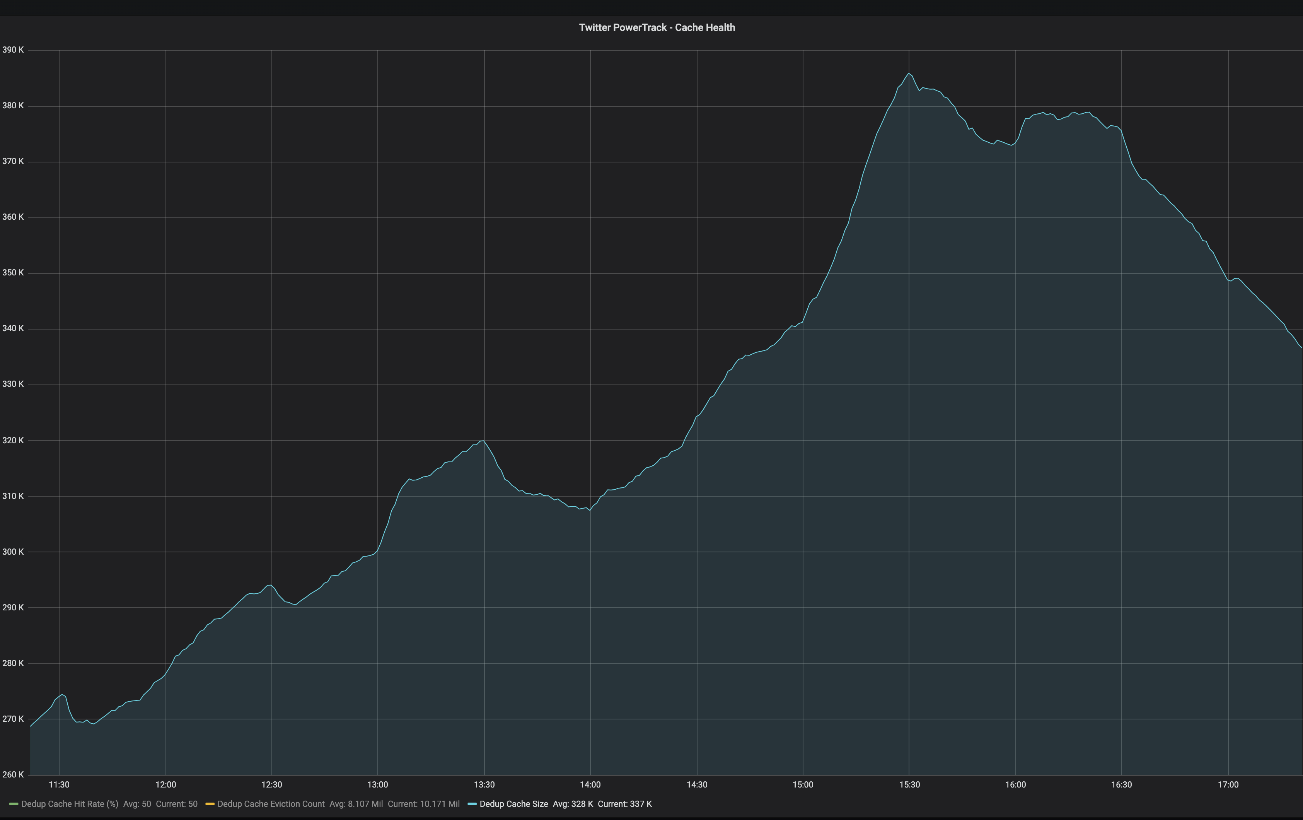 Twitter PowerTrack - Cache Health
390 K
380 K
370 K
360 K
350 K
340 K
330 K
320 K
310 K
300 K
290 K
280 K
270 K
260 K
11:30 12:00 12:30 13:00 13:30 14:00 14:30 15:00 15:30 16:00 16:30 17:00
Dedup Cache Hit Rate (%) Avg: 50 Current: 50 Dedup Cache Eviction Count Avg: 8.107 Mil Current: 10.171 Mil Dedup Cache Size Avg: 328 K Current: 337 K